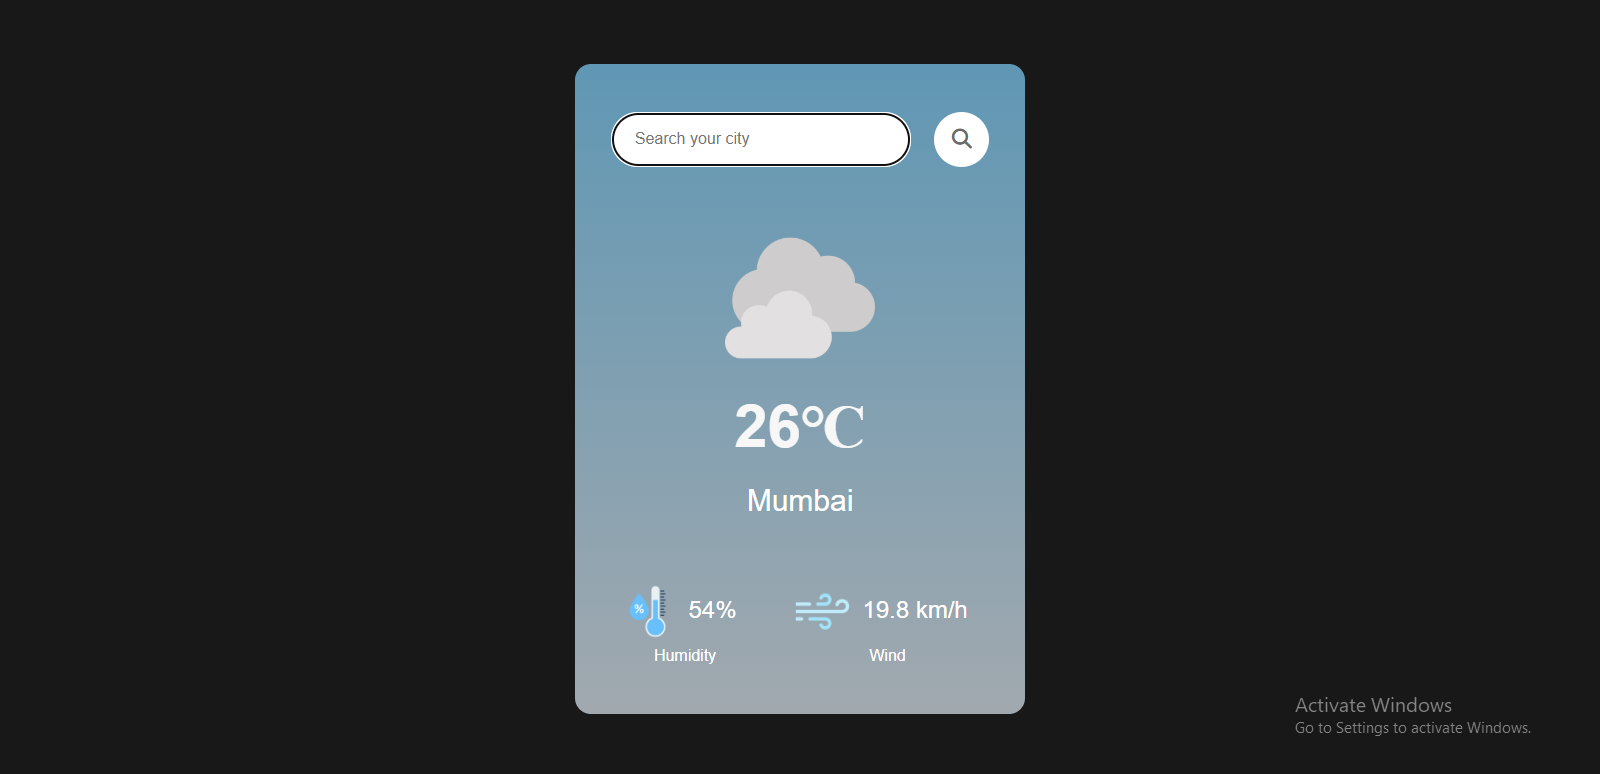 Search your city
26°C
Mumbai
%
54%
19.8 km/h
Humidity
Wind
Activate Windows
Go to Settings to activate Windows.